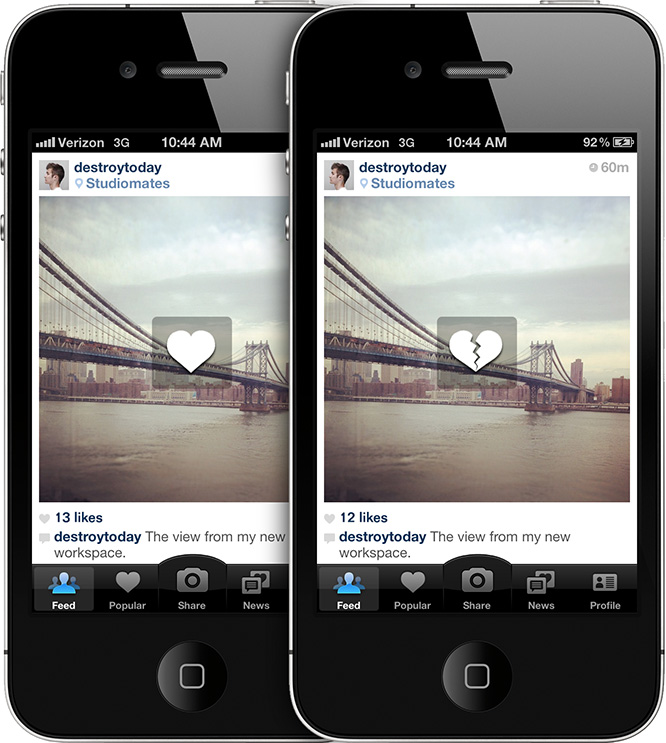 Verizon 3G 10:44 AM
destroytoday
Studiomates
13 likes
destroytoday The view from my new
workspace.
Feed Popular Share News
Verizon 3G 10:44 AM 92%
destroytoday 60m
Studiomates
12 likes
destroytoday The view from my new
workspace.
Feed Popular Share News Profile